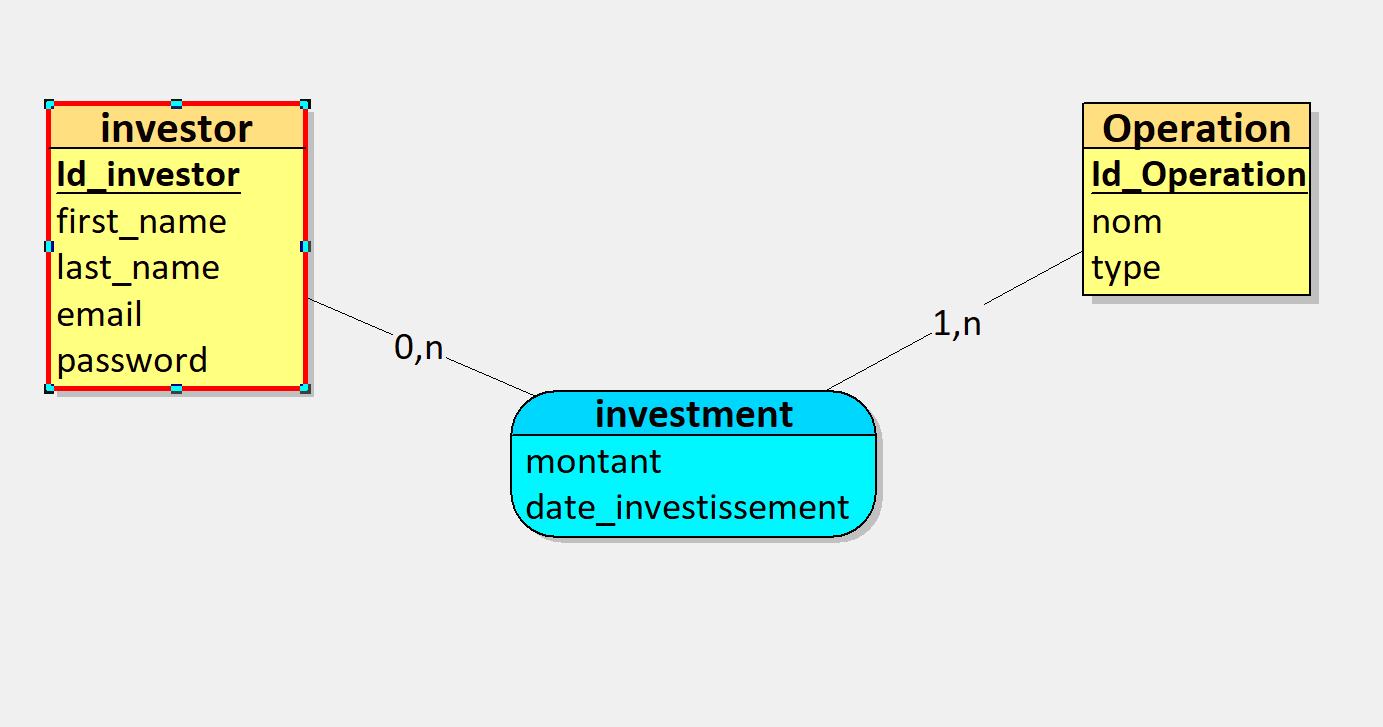 investor
Id_investor
first_name
last_name
email
password
0,n
investment
montant
date_investissement
1,n
Operation
Id_Operation
nom
type